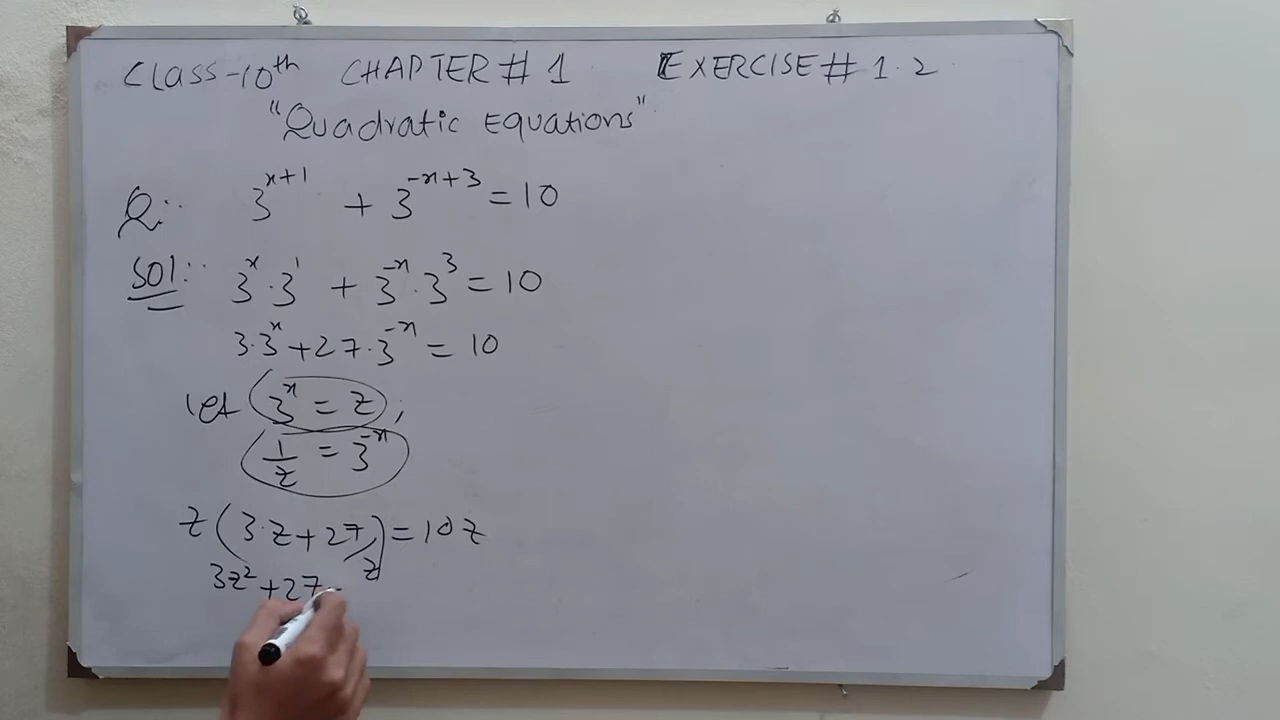 Class-10th CHAPTER # 1 EXERCISE # 1.2
"Quadratic Equations"
Q:- 3^{x+1} + 3^{-x+3} = 10
Sol:- 3^x · 3^1 + 3^{-x} · 3^3 = 10
3·3^x + 27·3^{-x} = 10
let 3^x = z ;
1/z = 3^{-x}
z(3·z + 27/z) = 10z
3z² + 27 -